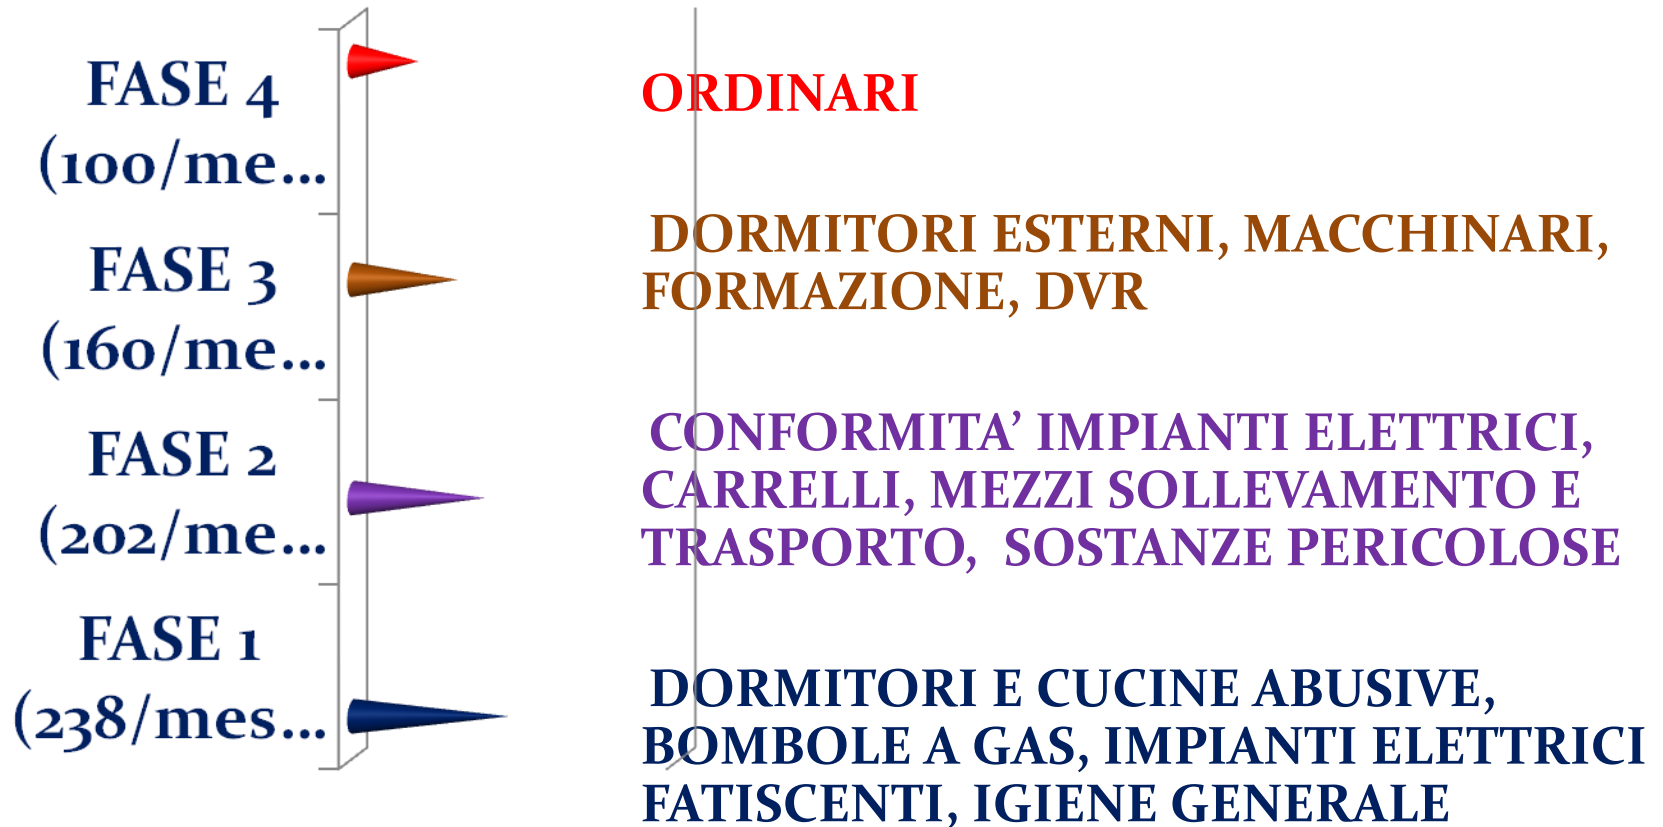 FASE 4
(100/me...
ORDINARI
FASE 3
(160/me...
DORMITORI ESTERNI, MACCHINARI,
FORMAZIONE, DVR
FASE 2
(202/me...
CONFORMITA’ IMPIANTI ELETTRICI,
CARRELLI, MEZZI SOLLEVAMENTO E
TRASPORTO, SOSTANZE PERICOLOSE
FASE 1
(238/mes...
DORMITORI E CUCINE ABUSIVE,
BOMBOLE A GAS, IMPIANTI ELETTRICI
FATISCENTI, IGIENE GENERALE